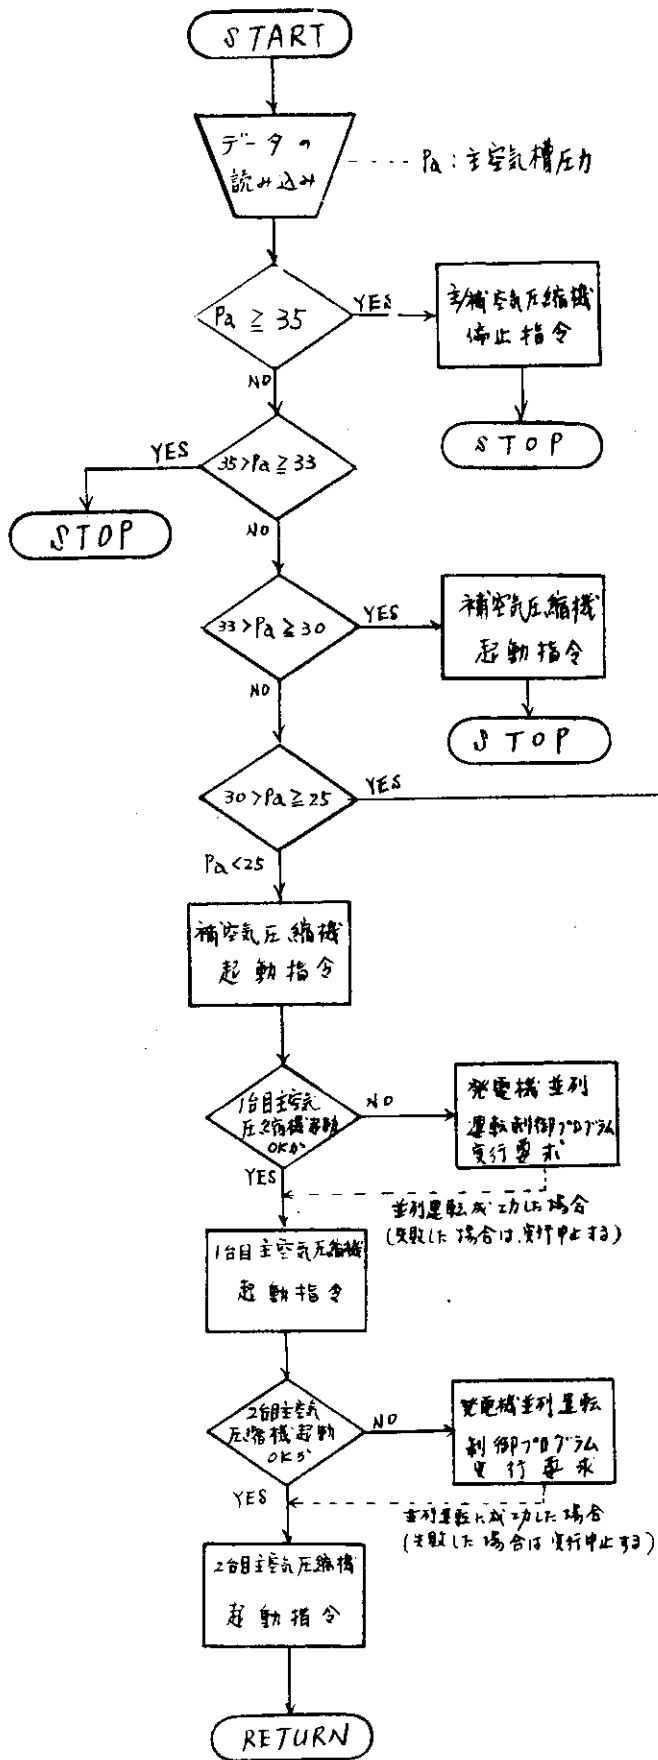 START
データの
読み込み
Pa：主空気槽圧力
Pa ≧ 35
YES
主/補空気圧縮機
停止指令
NO
STOP
35>Pa≧33
YES
STOP
NO
33>Pa≧30
YES
補空気圧縮機
起動指令
NO
STOP
30>Pa≧25
YES
Pa<25
補空気圧縮機
起動指令
1台目主空気
圧縮機起動
OKか
NO
発電機並列
運転制御プログラム
実行要求
YES
並列運転成功した場合
(失敗した場合は実行中止する)
1台目主空気圧縮機
起動指令
2台目主空気
圧縮機起動
OKか
NO
発電機並列運転
制御プログラム
実行要求
YES
並列運転に成功した場合
(失敗した場合は実行中止する)
2台目主空気圧縮機
起動指令
RETURN